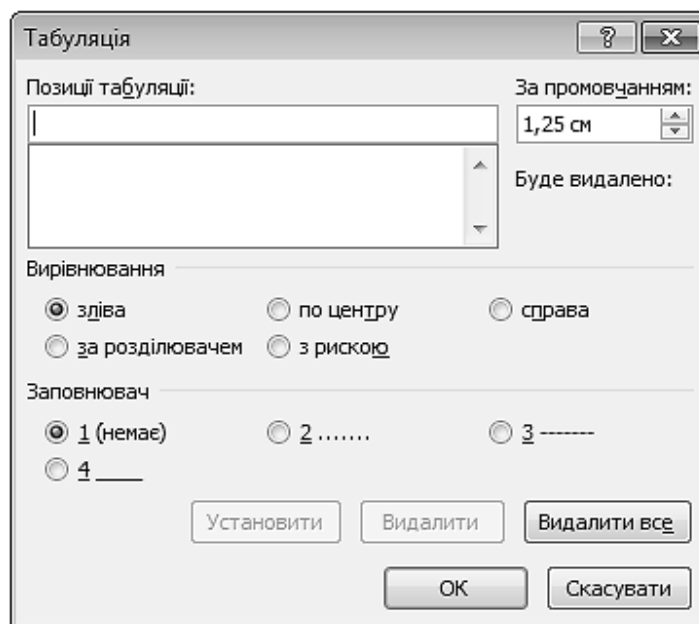 Табуляція
Позиції табуляції: За промовчанням:
1,25 см
Буде видалено:
Вирівнювання
зліва по центру справа
за розділювачем з рискою
Заповнювач
1 (немає) 2 ....... 3 -------
4 ____
Установити Видалити Видалити все
ОК Скасувати